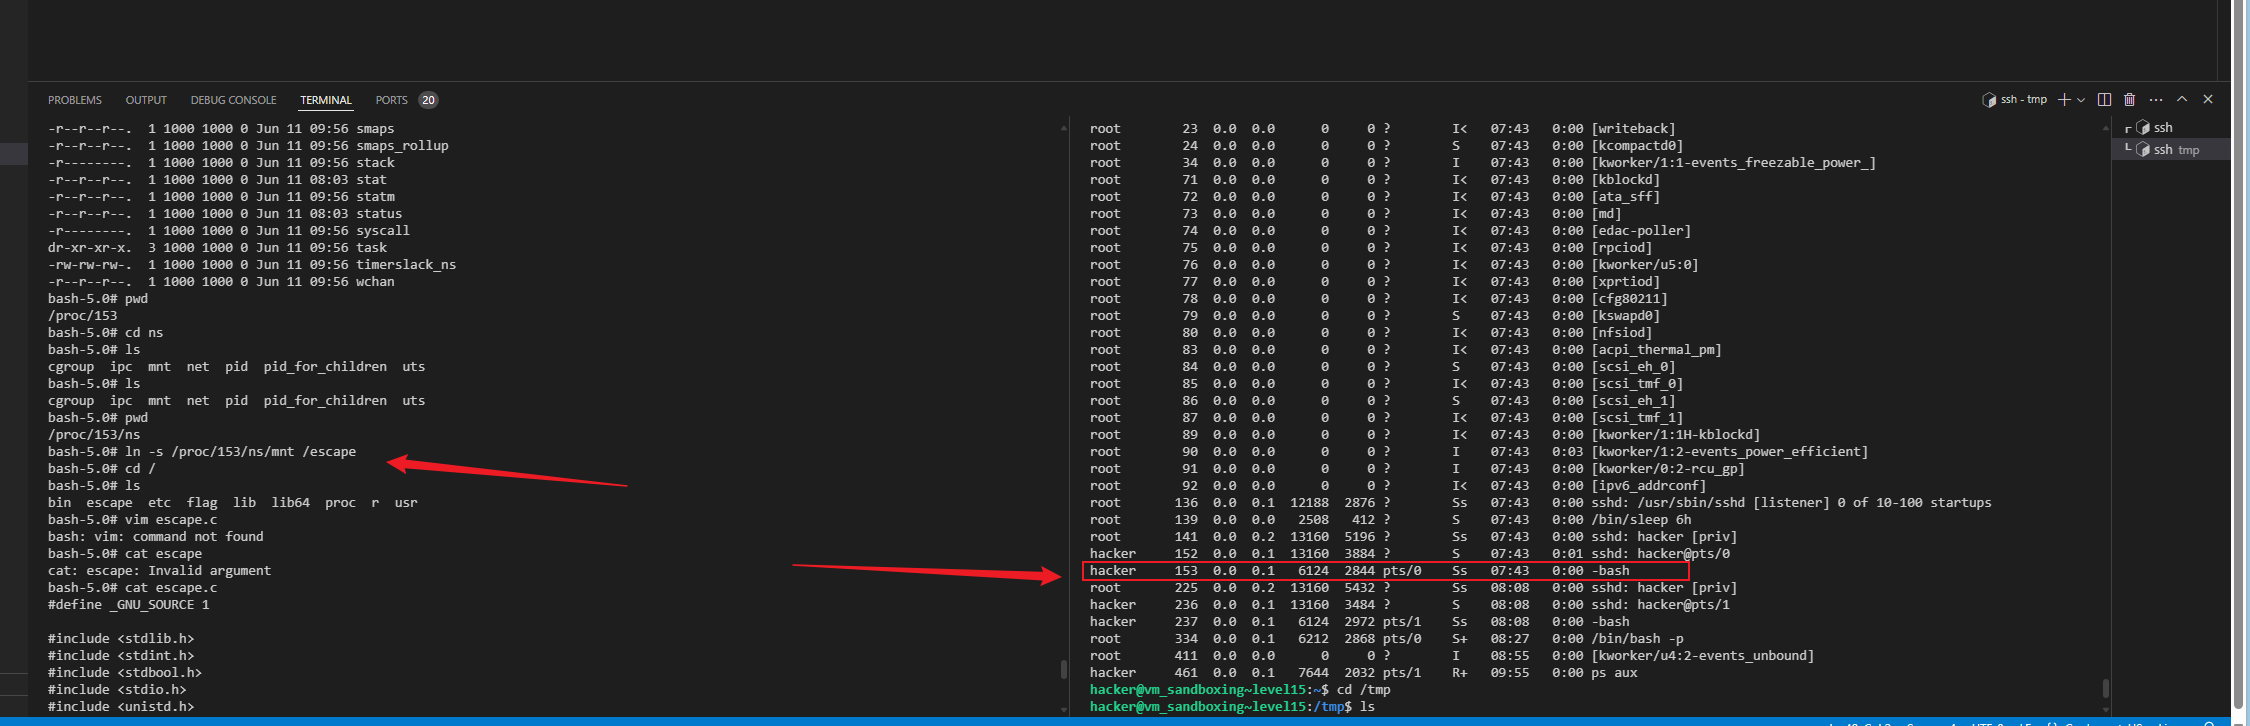 PROBLEMS OUTPUT DEBUG CONSOLE TERMINAL PORTS 20
ssh - tmp
-r--r--r--. 1 1000 1000 0 Jun 11 09:56 smaps
-r--r--r--. 1 1000 1000 0 Jun 11 09:56 smaps_rollup
-r--------. 1 1000 1000 0 Jun 11 09:56 stack
-r--r--r--. 1 1000 1000 0 Jun 11 08:03 stat
-r--r--r--. 1 1000 1000 0 Jun 11 09:56 statm
-r--r--r--. 1 1000 1000 0 Jun 11 08:03 status
-r--------. 1 1000 1000 0 Jun 11 09:56 syscall
dr-xr-xr-x. 3 1000 1000 0 Jun 11 09:56 task
-rw-rw-rw-. 1 1000 1000 0 Jun 11 09:56 timerslack_ns
-r--r--r--. 1 1000 1000 0 Jun 11 09:56 wchan
bash-5.0# pwd
/proc/153
bash-5.0# cd ns
bash-5.0# ls
cgroup ipc mnt net pid pid_for_children uts
bash-5.0# ls
cgroup ipc mnt net pid pid_for_children uts
bash-5.0# pwd
/proc/153/ns
bash-5.0# ln -s /proc/153/ns/mnt /escape
bash-5.0# cd /
bash-5.0# ls
bin escape etc flag lib lib64 proc r usr
bash-5.0# vim escape.c
bash: vim: command not found
bash-5.0# cat escape
cat: escape: Invalid argument
bash-5.0# cat escape.c
#define _GNU_SOURCE 1

#include <stdlib.h>
#include <stdint.h>
#include <stdbool.h>
#include <stdio.h>
#include <unistd.h>
root 23 0.0 0.0 0 0 ? I< 07:43 0:00 [writeback]
root 24 0.0 0.0 0 0 ? S 07:43 0:00 [kcompactd0]
root 34 0.0 0.0 0 0 ? I 07:43 0:00 [kworker/1:1-events_freezable_power_]
root 71 0.0 0.0 0 0 ? I< 07:43 0:00 [kblockd]
root 72 0.0 0.0 0 0 ? I< 07:43 0:00 [ata_sff]
root 73 0.0 0.0 0 0 ? I< 07:43 0:00 [md]
root 74 0.0 0.0 0 0 ? I< 07:43 0:00 [edac-poller]
root 75 0.0 0.0 0 0 ? I< 07:43 0:00 [rpciod]
root 76 0.0 0.0 0 0 ? I< 07:43 0:00 [kworker/u5:0]
root 77 0.0 0.0 0 0 ? I< 07:43 0:00 [xprtiod]
root 78 0.0 0.0 0 0 ? I< 07:43 0:00 [cfg80211]
root 79 0.0 0.0 0 0 ? S 07:43 0:00 [kswapd0]
root 80 0.0 0.0 0 0 ? I< 07:43 0:00 [nfsiod]
root 83 0.0 0.0 0 0 ? I< 07:43 0:00 [acpi_thermal_pm]
root 84 0.0 0.0 0 0 ? S 07:43 0:00 [scsi_eh_0]
root 85 0.0 0.0 0 0 ? I< 07:43 0:00 [scsi_tmf_0]
root 86 0.0 0.0 0 0 ? S 07:43 0:00 [scsi_eh_1]
root 87 0.0 0.0 0 0 ? I< 07:43 0:00 [scsi_tmf_1]
root 89 0.0 0.0 0 0 ? I< 07:43 0:00 [kworker/1:1H-kblockd]
root 90 0.0 0.0 0 0 ? I 07:43 0:03 [kworker/1:2-events_power_efficient]
root 91 0.0 0.0 0 0 ? I 07:43 0:00 [kworker/0:2-rcu_gp]
root 92 0.0 0.0 0 0 ? I< 07:43 0:00 [ipv6_addrconf]
root 136 0.0 0.1 12188 2876 ? Ss 07:43 0:00 sshd: /usr/sbin/sshd [listener] 0 of 10-100 startups
root 139 0.0 0.0 2508 412 ? S 07:43 0:00 /bin/sleep 6h
root 141 0.0 0.2 13160 5196 ? Ss 07:43 0:00 sshd: hacker [priv]
hacker 152 0.0 0.1 13160 3884 ? S 07:43 0:01 sshd: hacker@pts/0
hacker 153 0.0 0.1 6124 2844 pts/0 Ss 07:43 0:00 -bash
root 225 0.0 0.2 13160 5432 ? Ss 08:08 0:00 sshd: hacker [priv]
hacker 236 0.0 0.1 13160 3484 ? S 08:08 0:00 sshd: hacker@pts/1
hacker 237 0.0 0.1 6124 2972 pts/1 Ss 08:08 0:00 -bash
root 334 0.0 0.1 6212 2868 pts/0 S+ 08:27 0:00 /bin/bash -p
root 411 0.0 0.0 0 0 ? I 08:55 0:00 [kworker/u4:2-events_unbound]
hacker 461 0.0 0.1 7644 2032 pts/1 R+ 09:55 0:00 ps aux
hacker@vm_sandboxing~level15:~$ cd /tmp
hacker@vm_sandboxing~level15:/tmp$ ls
ssh
ssh tmp